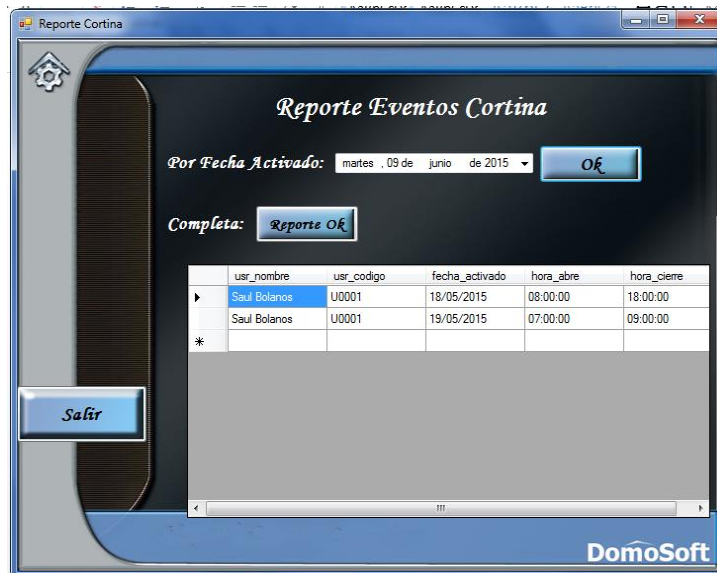 Reporte Cortina
Reporte Eventos Cortina
Por Fecha Activado: martes , 09 de junio de 2015 Ok
Completa: Reporte Ok
usr_nombre usr_codigo fecha_activado hora_abre hora_cierre
Saul Bolanos U0001 18/05/2015 08:00:00 18:00:00
Saul Bolanos U0001 19/05/2015 07:00:00 09:00:00
Salir
DomoSoft